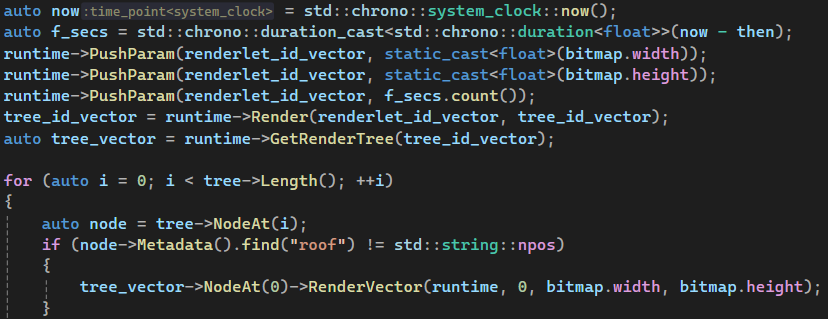 auto now:time_point<system_clock> = std::chrono::system_clock::now();
auto f_secs = std::chrono::duration_cast<std::chrono::duration<float>>(now - then);
runtime->PushParam(renderlet_id_vector, static_cast<float>(bitmap.width));
runtime->PushParam(renderlet_id_vector, static_cast<float>(bitmap.height));
runtime->PushParam(renderlet_id_vector, f_secs.count());
tree_id_vector = runtime->Render(renderlet_id_vector, tree_id_vector);
auto tree_vector = runtime->GetRenderTree(tree_id_vector);
for (auto i = 0; i < tree->Length(); ++i)
{
auto node = tree->NodeAt(i);
if (node->Metadata().find("roof") != std::string::npos)
{
tree_vector->NodeAt(0)->RenderVector(runtime, 0, bitmap.width, bitmap.height);
}